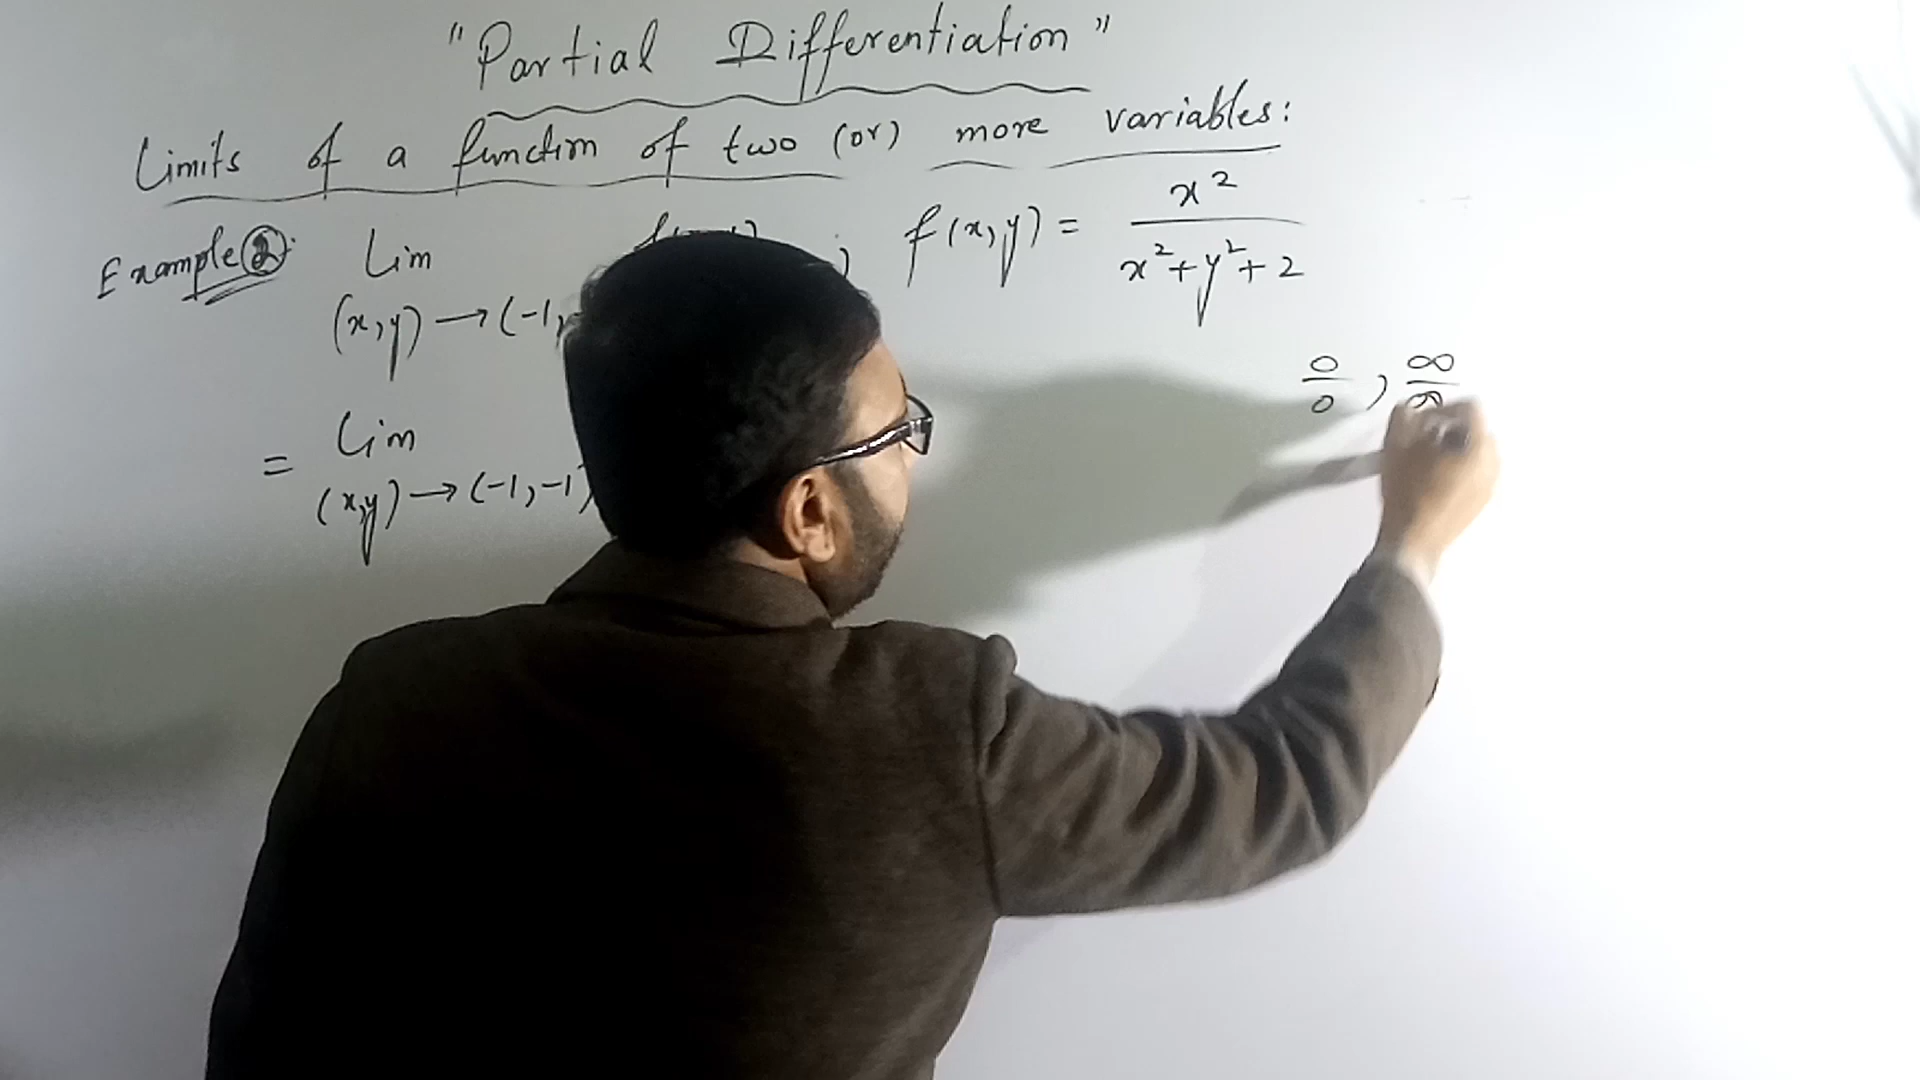 "Partial Differentiation"
Limits of a function of two (or) more variables:
Example 2: Lim ; f(x,y) = x²/(x²+y²+2)
(x,y)→(-1,
0/0 , ∞/∞
= Lim
(x,y)→(-1,-1)